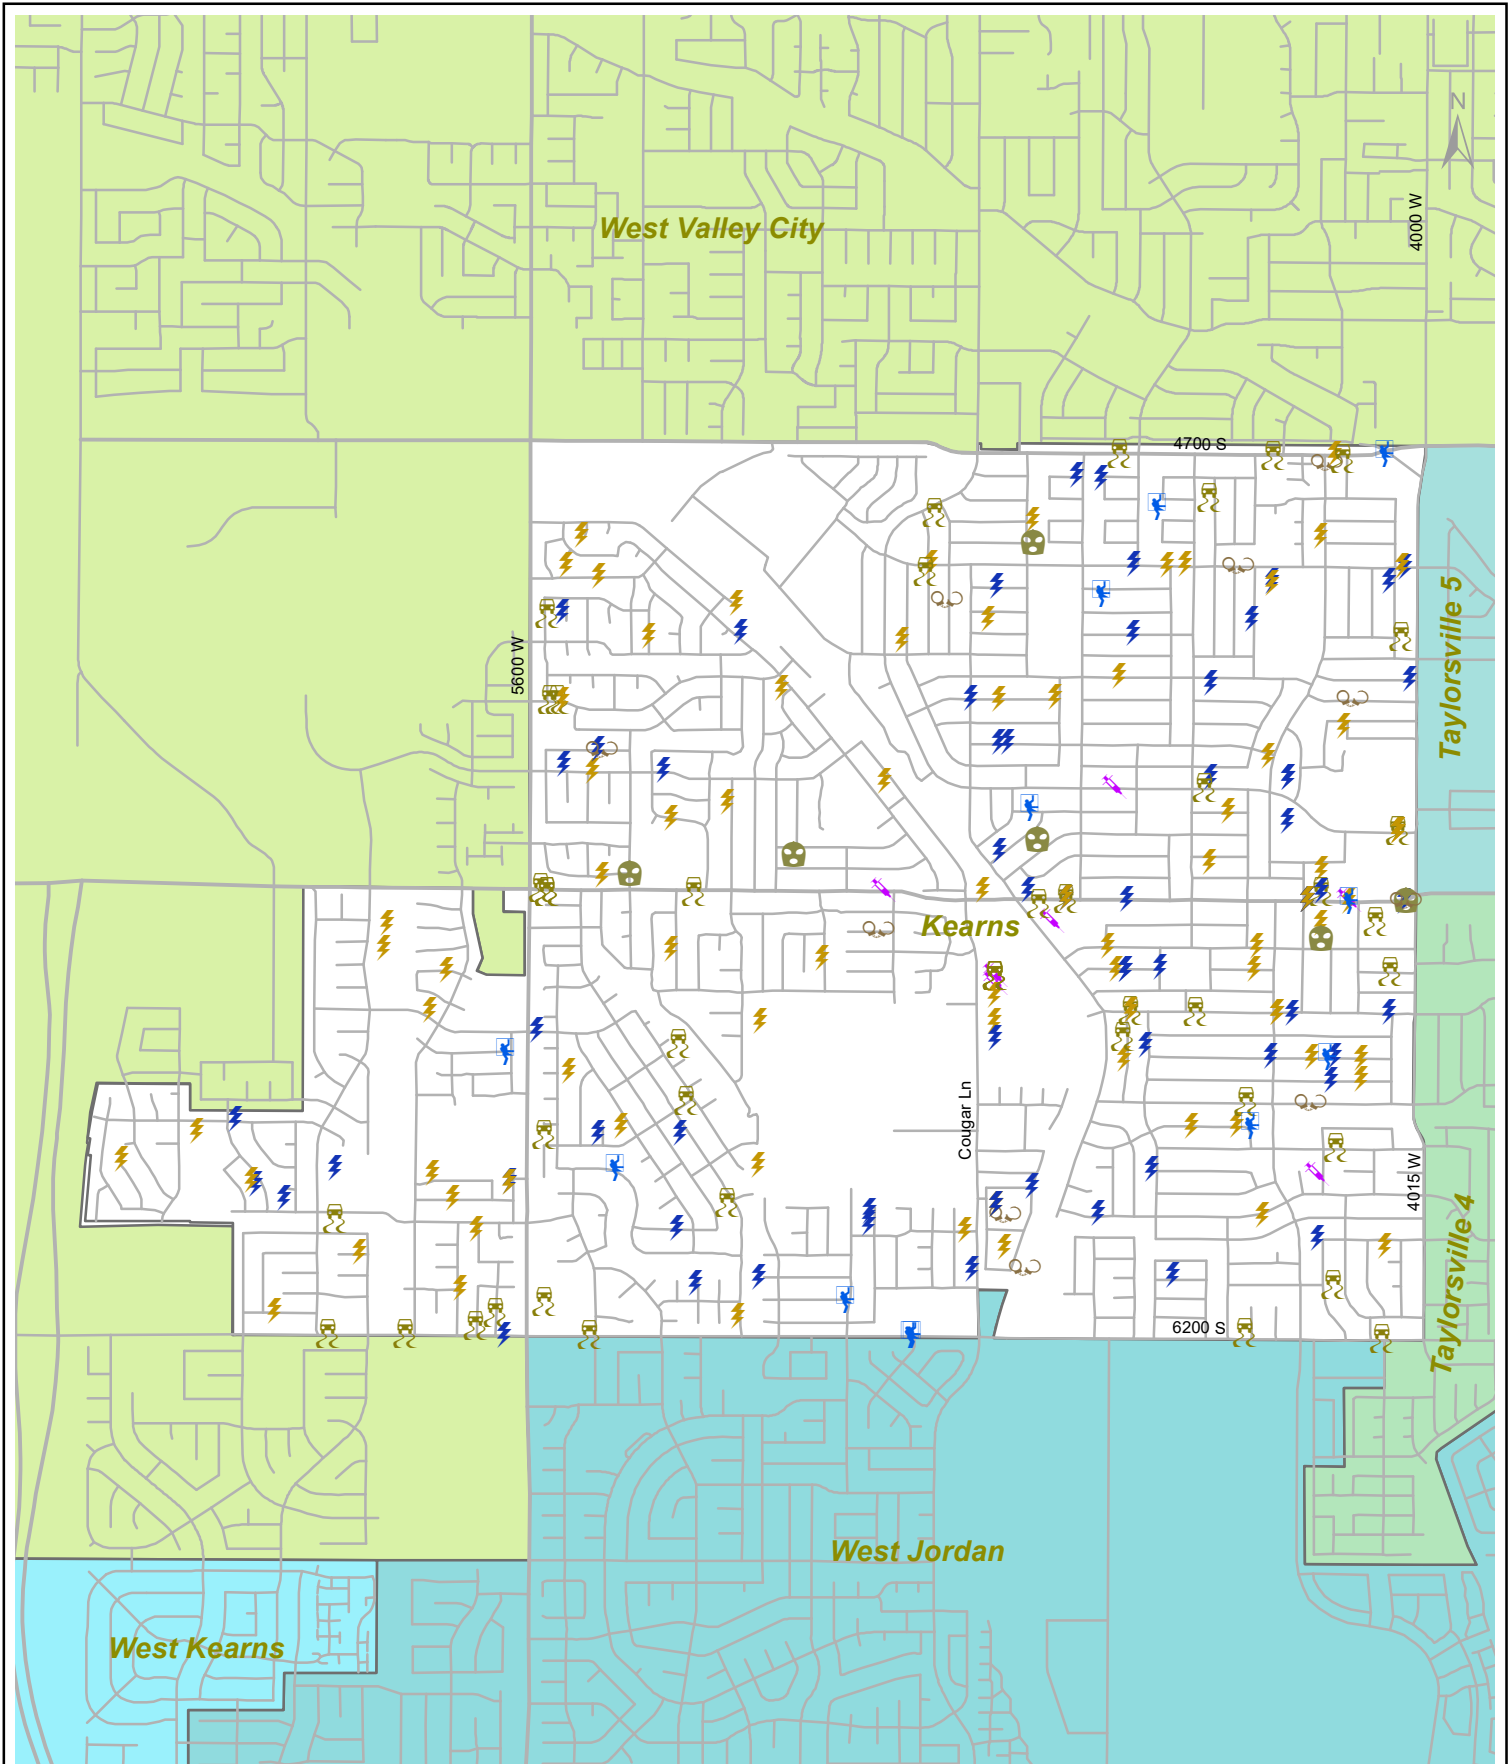 N
4000 W
West Valley City
4700 S
Taylorsville 5
5600 W
Kearns
Cougar Ln
4015 W
Taylorsville 4
6200 S
West Jordan
West Kearns